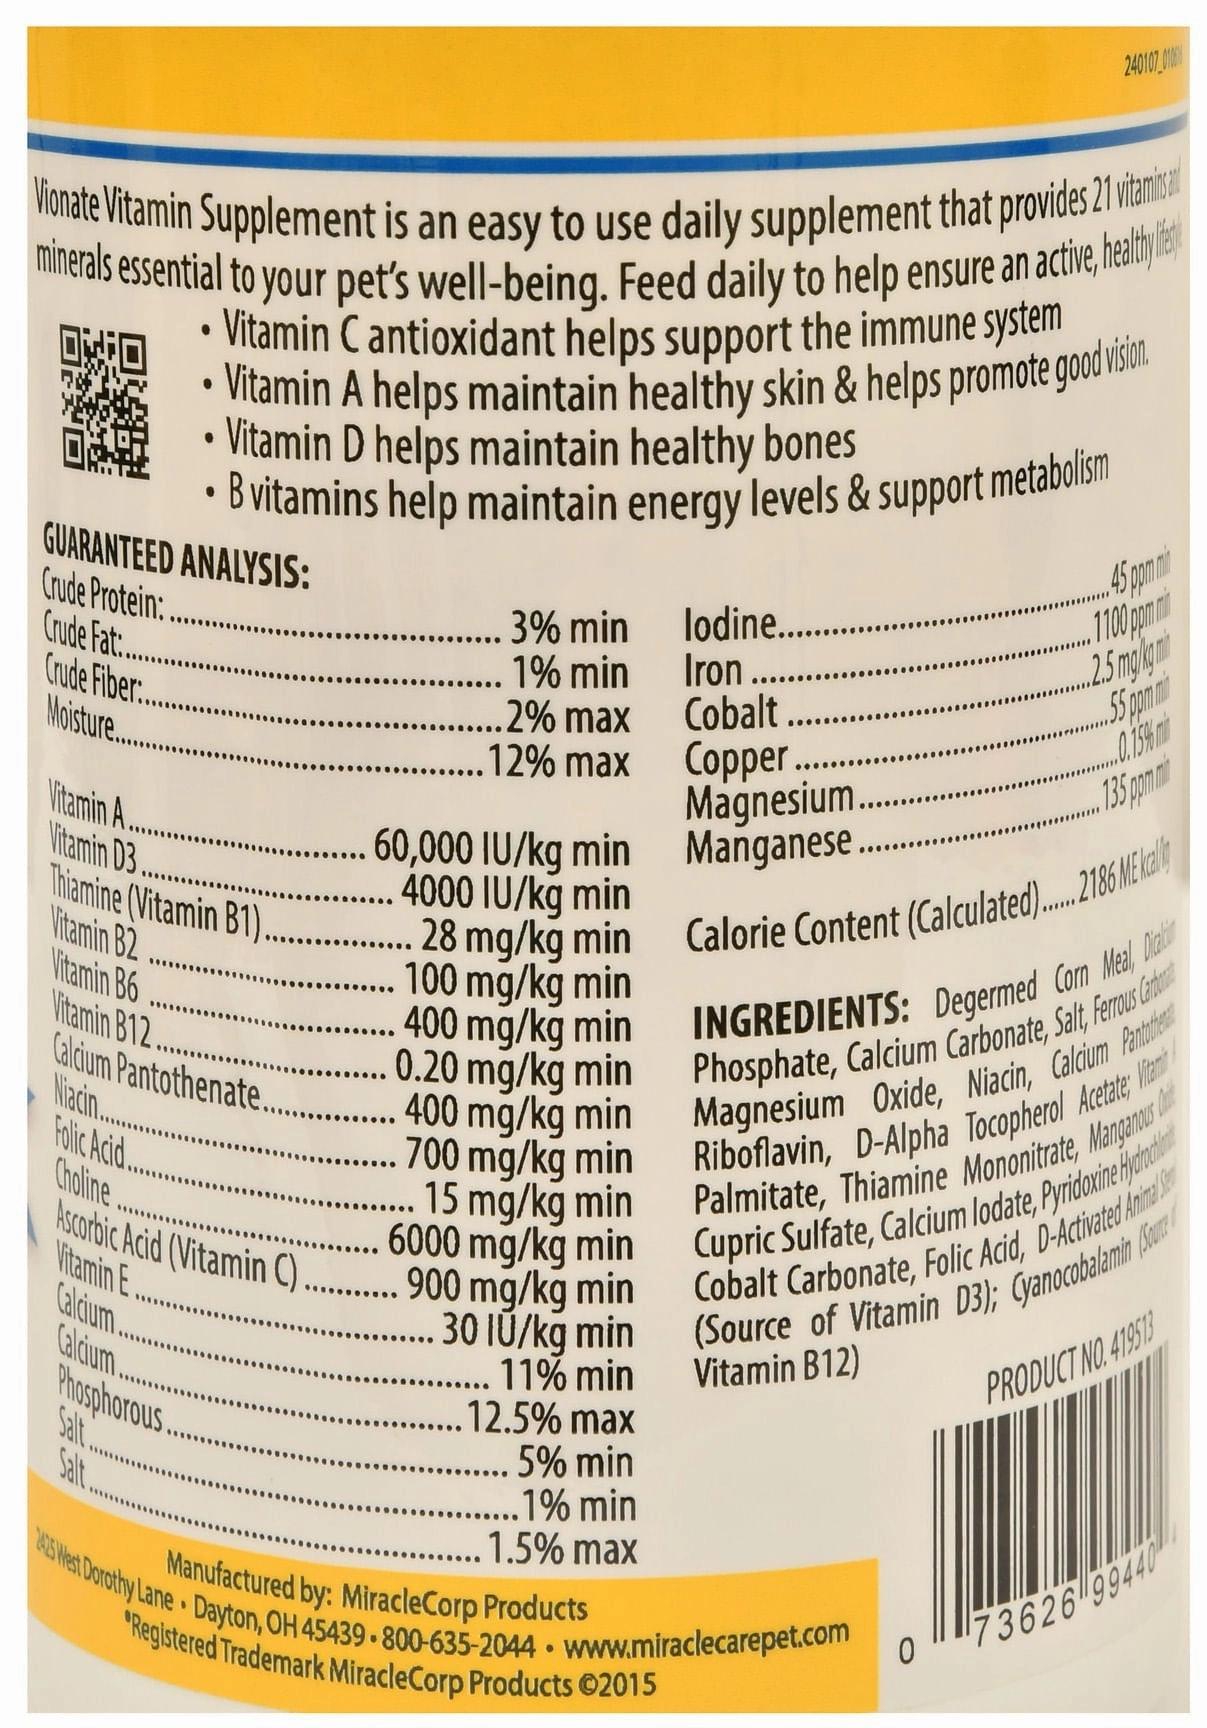 Vionate Vitamin Supplement is an easy to use daily supplement that provides 21 vitamins and
minerals essential to your pet's well-being. Feed daily to help ensure an active, healthy
• Vitamin C antioxidant helps support the immune system
• Vitamin A helps maintain healthy skin & helps promote good vision.
• Vitamin D helps maintain healthy bones
• B vitamins help maintain energy levels & support metabolism
GUARANTEED ANALYSIS:
Crude Protein: 3% min
Crude Fat: 1% min
Crude Fiber: 2% max
Moisture 12% max
Vitamin A 60,000 IU/kg min
Vitamin D3 4000 IU/kg min
Thiamine (Vitamin B1) 28 mg/kg min
Vitamin B2 100 mg/kg min
Vitamin B6 400 mg/kg min
Vitamin B12 0.20 mg/kg min
Calcium Pantothenate 400 mg/kg min
Niacin 700 mg/kg min
Folic Acid 15 mg/kg min
Choline 6000 mg/kg min
Ascorbic Acid (Vitamin C) 900 mg/kg min
Vitamin E 30 IU/kg min
Calcium 11% min
Calcium 12.5% max
Phosphorous 5% min
Salt 1% min
Salt 1.5% max
Iodine 45 ppm min
Iron 1100 ppm min
Cobalt 2.5 mg/kg min
Copper 55 ppm min
Magnesium 0.15% min
Manganese 135 ppm min
Calorie Content (Calculated) 2186 ME kcal/kg
INGREDIENTS: Degermed Corn Meal,
Phosphate, Calcium Carbonate, Salt, Ferrous Carbonate,
Magnesium Oxide, Niacin, Calcium Pantothenate,
Riboflavin, D-Alpha Tocopherol Acetate; Vitamin A
Palmitate, Thiamine Mononitrate, Manganous Oxide,
Cupric Sulfate, Calcium Iodate, Pyridoxine Hydrochloride,
Cobalt Carbonate, Folic Acid, D-Activated Animal
(Source of Vitamin D3); Cyanocobalamin (Source of
Vitamin B12)
PRODUCT NO. 419513
0 73626 99440
Manufactured by: MiracleCorp Products
2425 West Dorothy Lane • Dayton, OH 45439 • 800-635-2044 • www.miraclecarepet.com
*Registered Trademark MiracleCorp Products ©2015